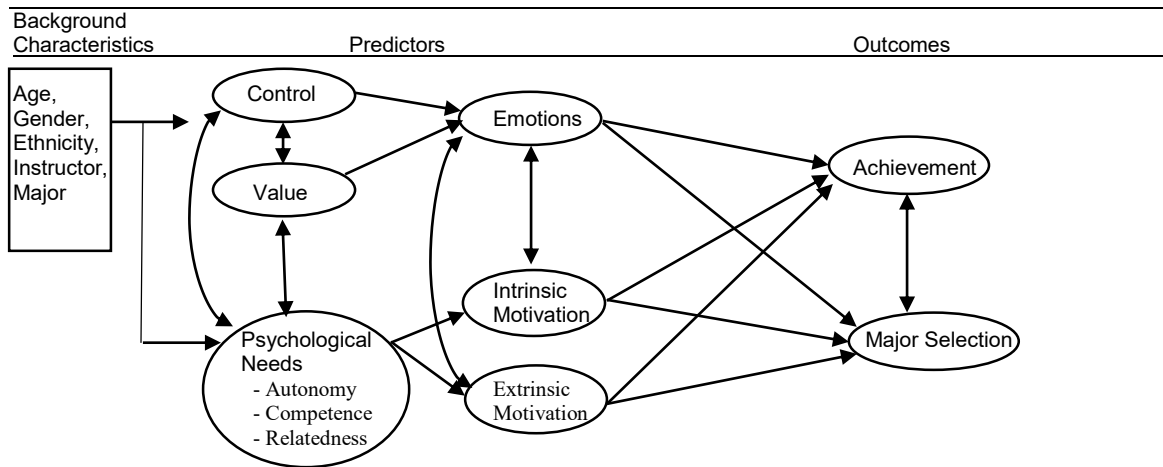 Background
Characteristics
Predictors
Outcomes
Age,
Gender,
Ethnicity,
Instructor,
Major
Control
Value
Psychological
Needs
- Autonomy
- Competence
- Relatedness
Emotions
Intrinsic
Motivation
Extrinsic
Motivation
Achievement
Major Selection